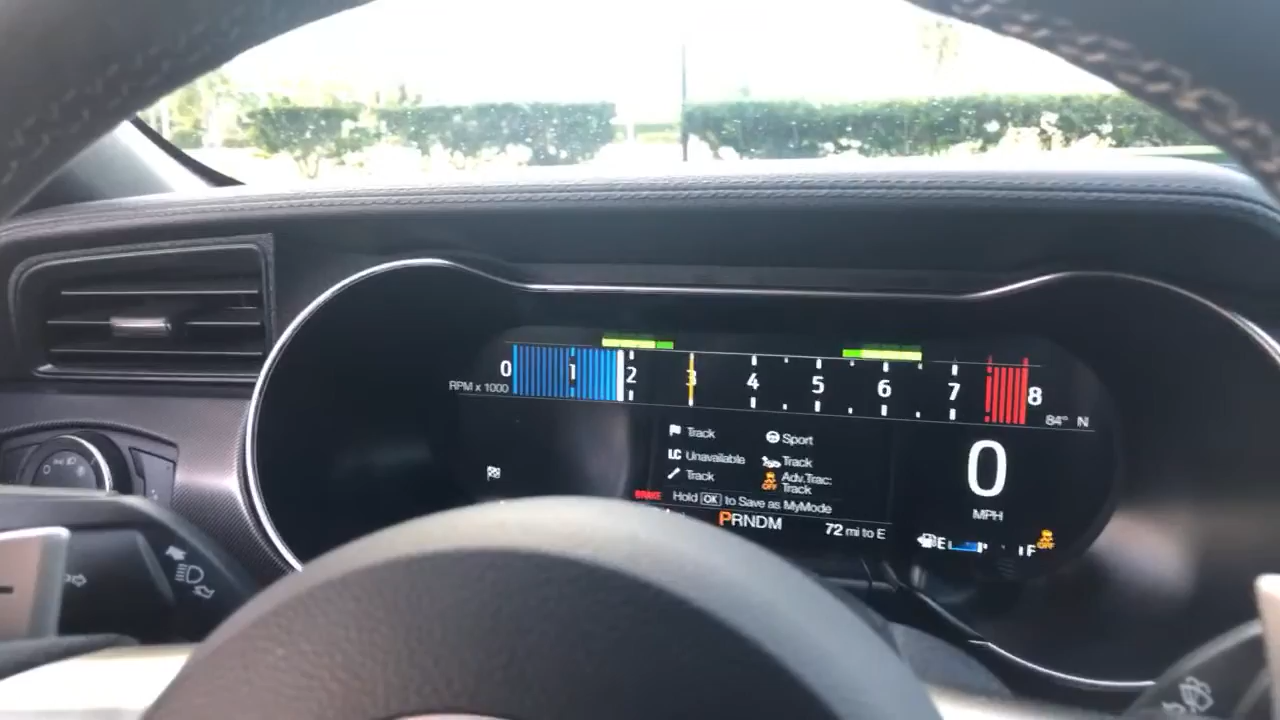 0 1 2 3 4 5 6 7 8
RPM x 1000
84° N
Track Sport
LC Unavailable Track
Track Adv.Trac: Track
OFF
BRAKE Hold OK to Save as MyMode
PRNDM
72 mi to E
0
MPH
E F
OFF